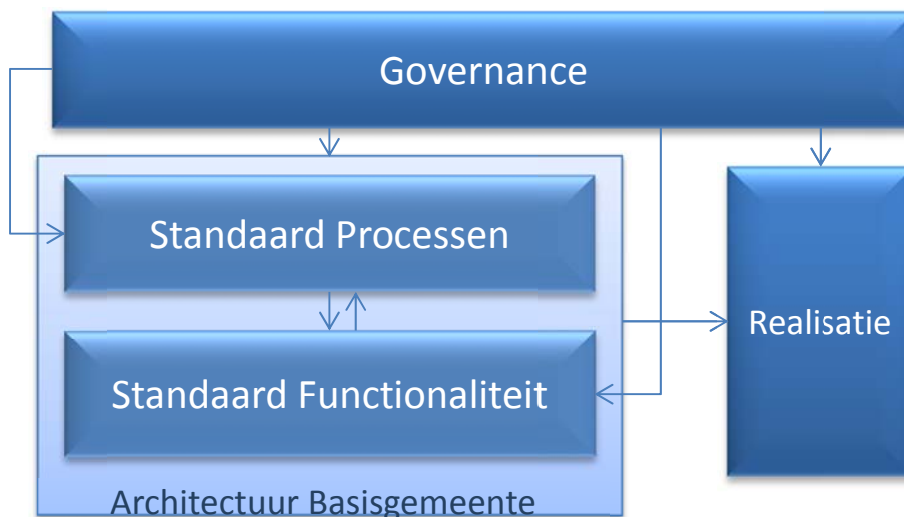 Governance
Standaard Processen
Standaard Functionaliteit
Realisatie
Architectuur Basisgemeente